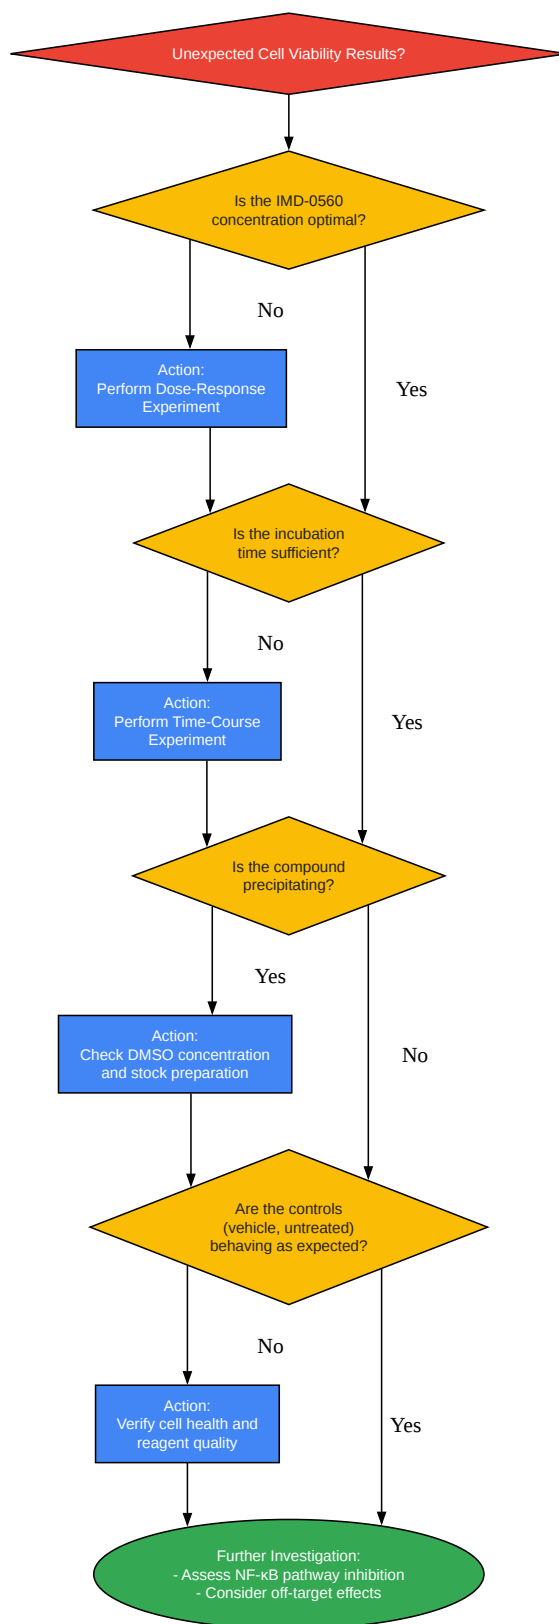 Unexpected Cell Viability Results?
Is the IMD-0560
concentration optimal?
No
Action:
Perform Dose-Response
Experiment
Yes
Is the incubation
time sufficient?
No
Action:
Perform Time-Course
Experiment
Yes
Is the compound
precipitating?
Yes
Action:
Check DMSO concentration
and stock preparation
No
Are the controls
(vehicle, untreated)
behaving as expected?
No
Action:
Verify cell health and
reagent quality
Yes
Further Investigation:
- Assess NF-κB pathway inhibition
- Consider off-target effects